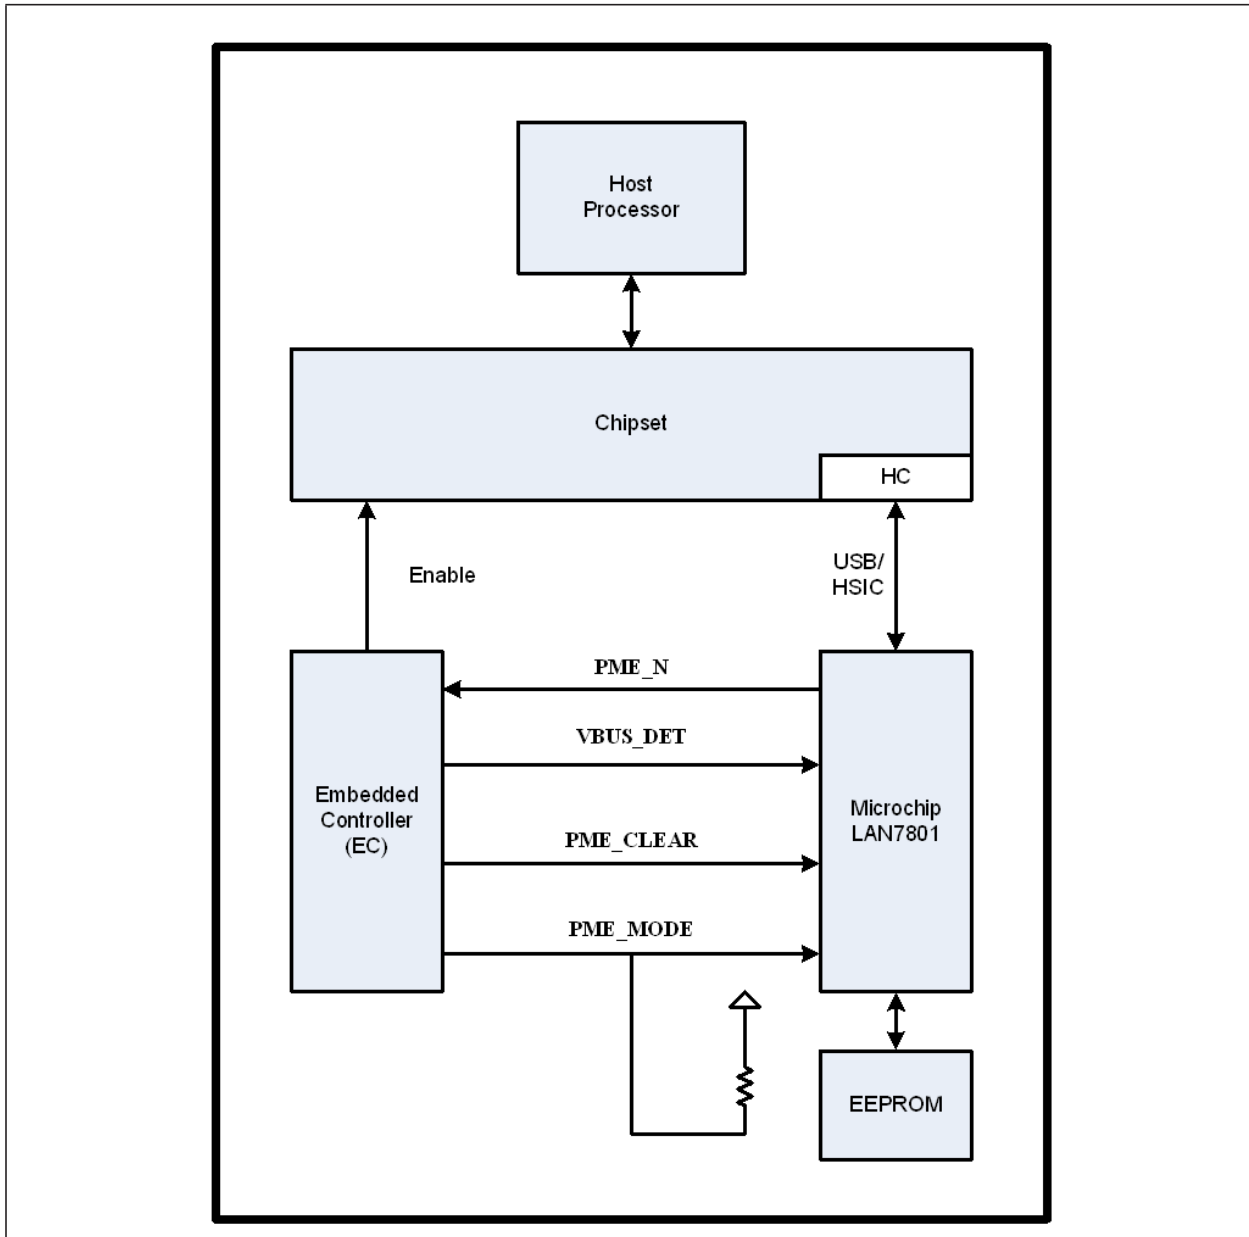 Host
Processor
Chipset
HC
Enable
USB/
HSIC
PME_N
VBUS_DET
Embedded
Controller
(EC)
Microchip
LAN7801
PME_CLEAR
PME_MODE
EEPROM